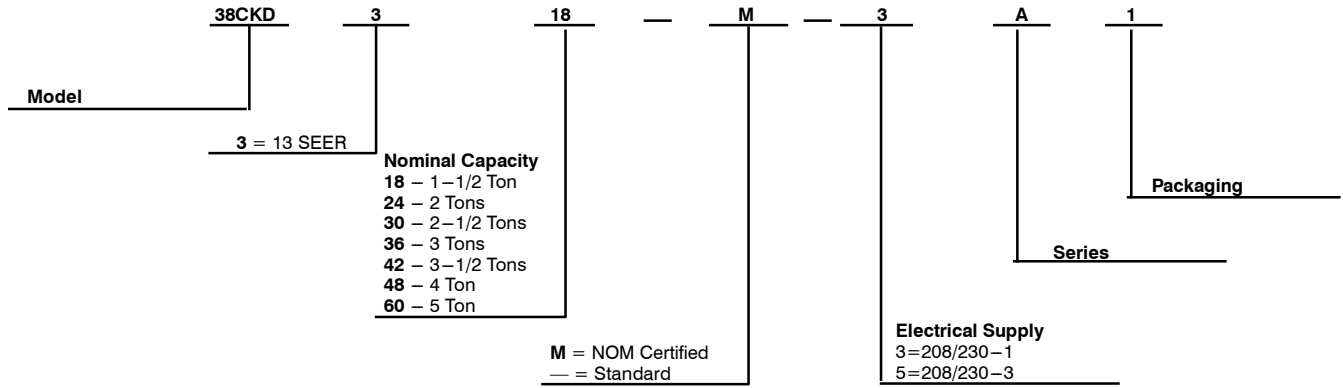 38CKD 3 18 — M — 3 A 1
Model
3 = 13 SEER
Nominal Capacity
18 – 1–1/2 Ton
24 – 2 Tons
30 – 2–1/2 Tons
36 – 3 Tons
42 – 3–1/2 Tons
48 – 4 Ton
60 – 5 Ton
M = NOM Certified
— = Standard
Electrical Supply
3=208/230–1
5=208/230–3
Series
Packaging